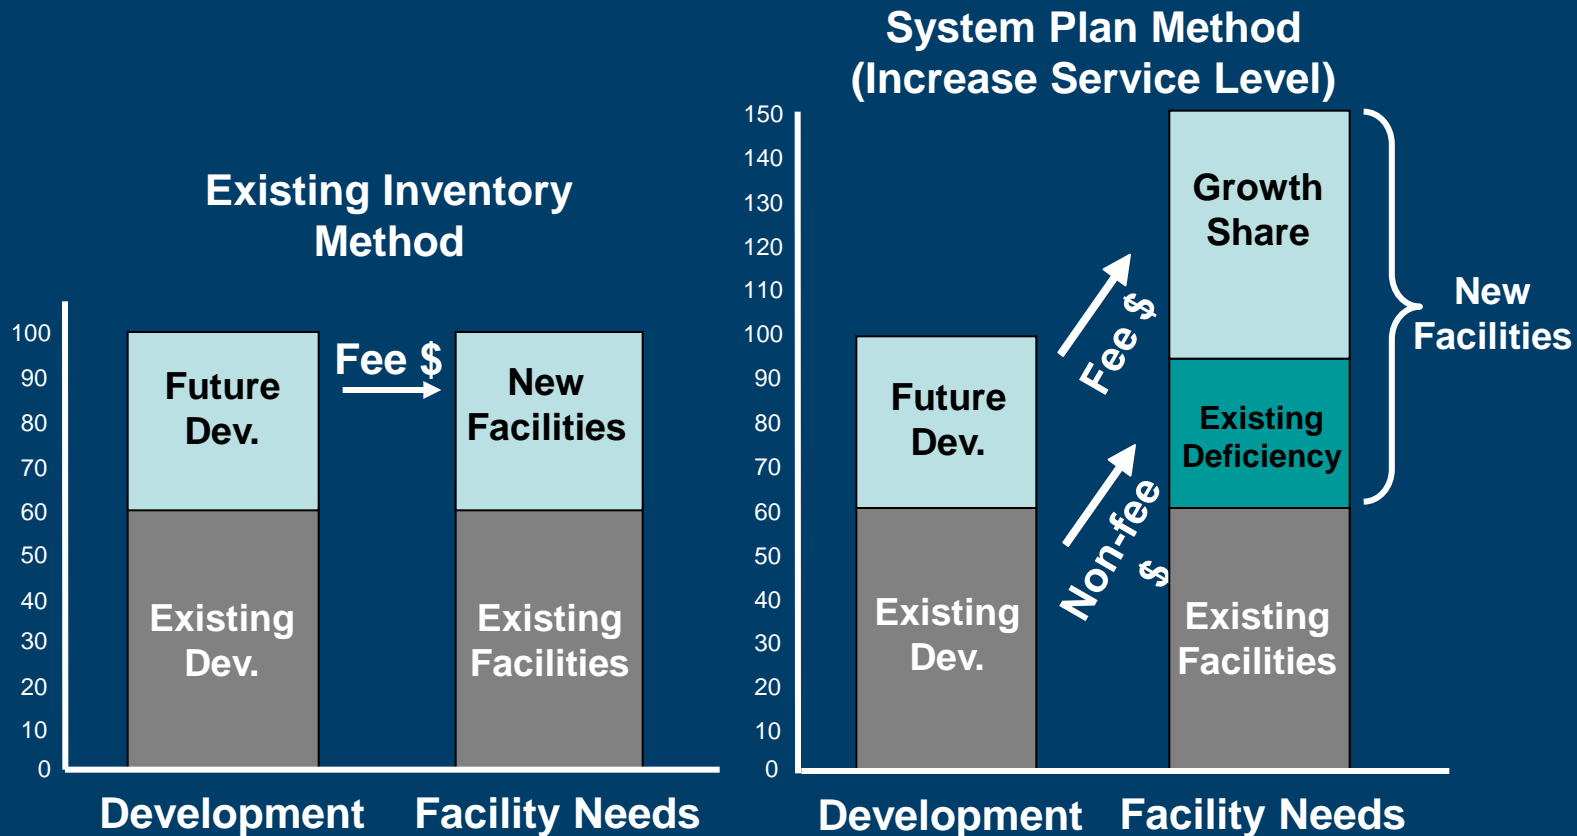 Existing Inventory
Method
100
90
80
70
60
50
40
30
20
10
0
Future
Dev.
Existing
Dev.
Fee $
New
Facilities
Existing
Facilities
Development
Facility Needs
System Plan Method
(Increase Service Level)
150
140
130
120
110
100
90
80
70
60
50
40
30
20
10
0
Future
Dev.
Existing
Dev.
Fee $
Non-fee
$
Growth
Share
Existing
Deficiency
Existing
Facilities
New
Facilities
Development
Facility Needs